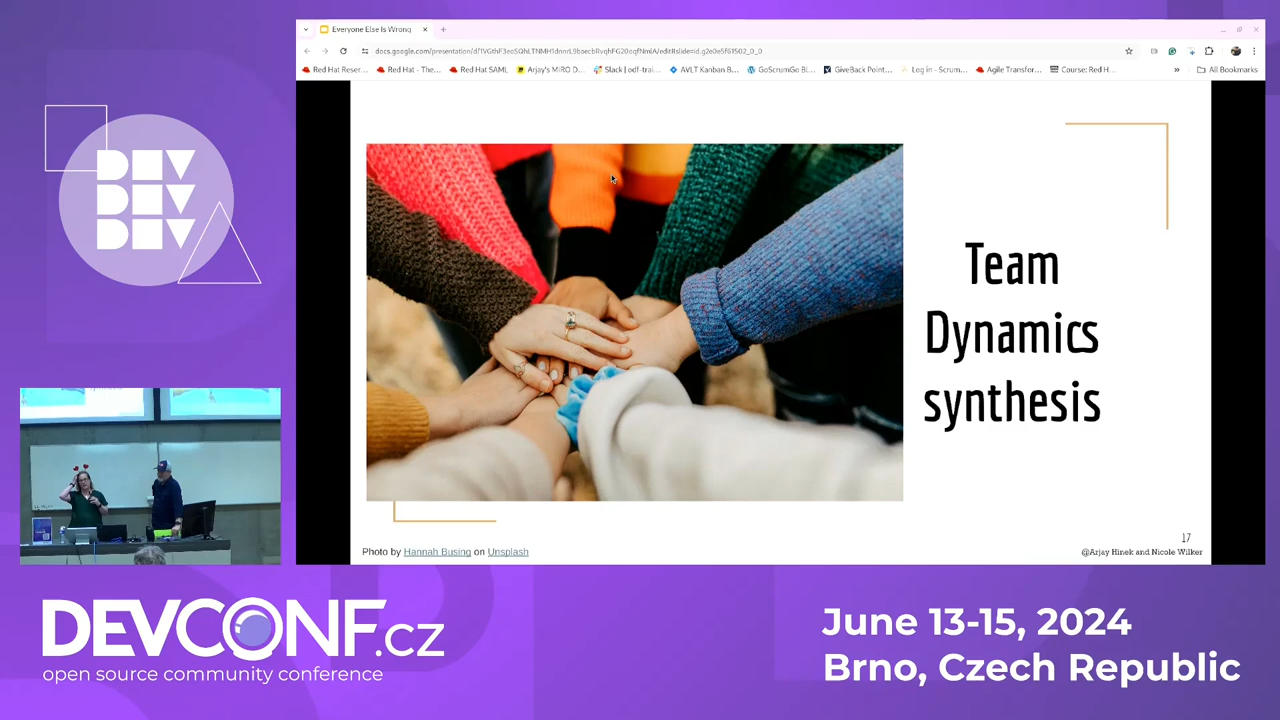 Everyone Else Is Wrong
Red Hat Reser... Red Hat - The... Red Hat SAML Arjay's MIRO D... Slack | odf-trai... AVLT Kanban B... GoScrumGo Bl... GiveBack Point... Log in - Scrum... Agile Transfor... Course: Red H... » All Bookmarks
DEV
DEV
DEV
Team
Dynamics
synthesis
17
Photo by Hannah Busing on Unsplash
@Arjay Hinek and Nicole Wilker
DEVCONF.cz
open source community conference
June 13-15, 2024
Brno, Czech Republic